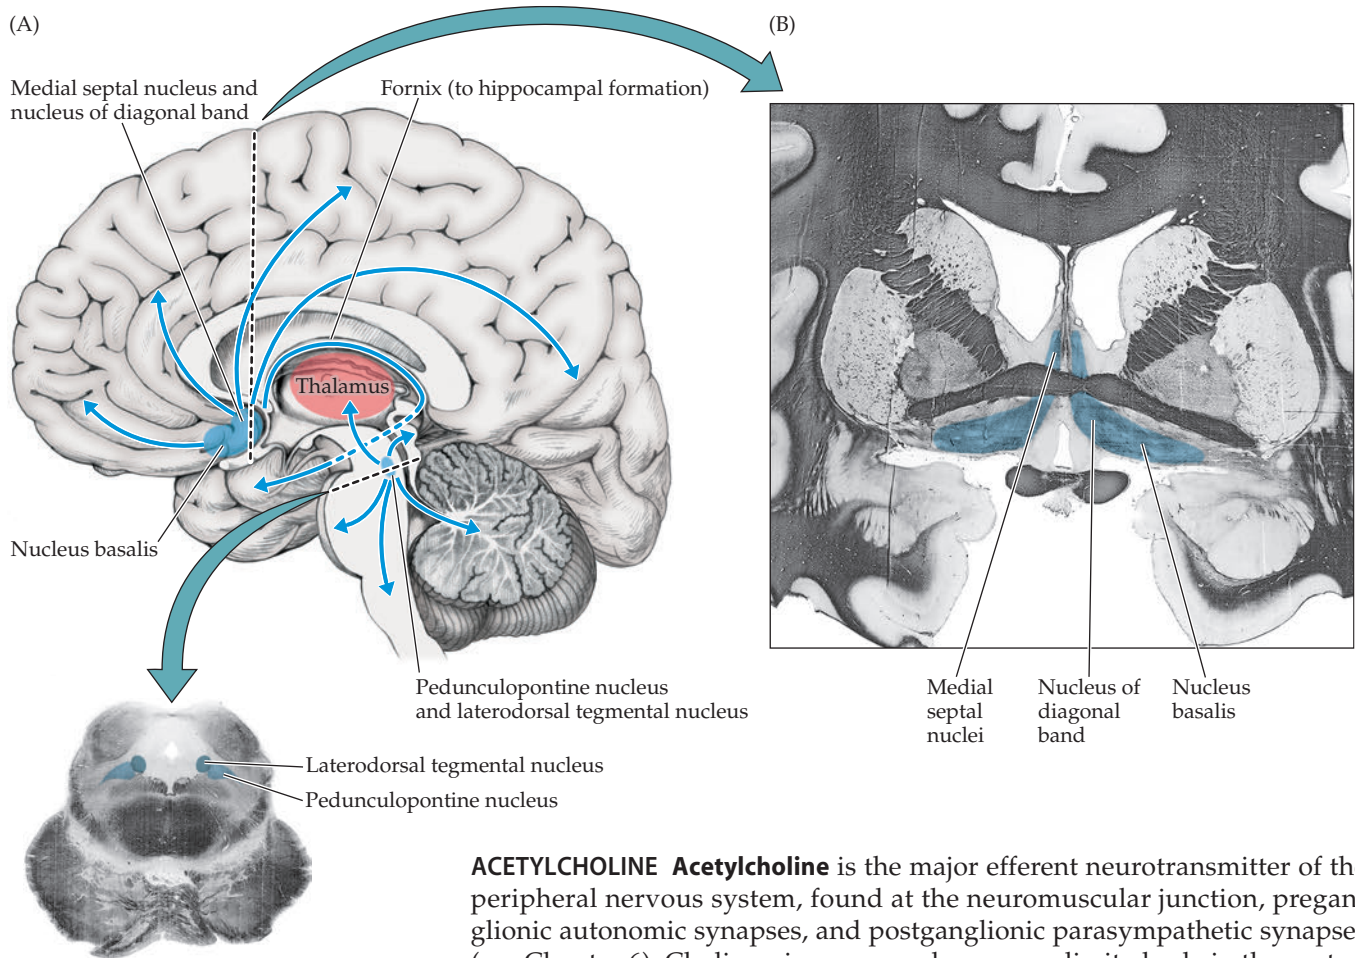 (A)
(B)
Medial septal nucleus and
nucleus of diagonal band
Fornix (to hippocampal formation)
Thalamus
Nucleus basalis
Pedunculopontine nucleus
and laterodorsal tegmental nucleus
Medial
septal
nuclei
Nucleus of
diagonal
band
Nucleus
basalis
Laterodorsal tegmental nucleus
Pedunculopontine nucleus
ACETYLCHOLINE Acetylcholine is the major efferent neurotransmitter of th
peripheral nervous system, found at the neuromuscular junction, pregan
glionic autonomic synapses, and postganglionic parasympathetic synapse